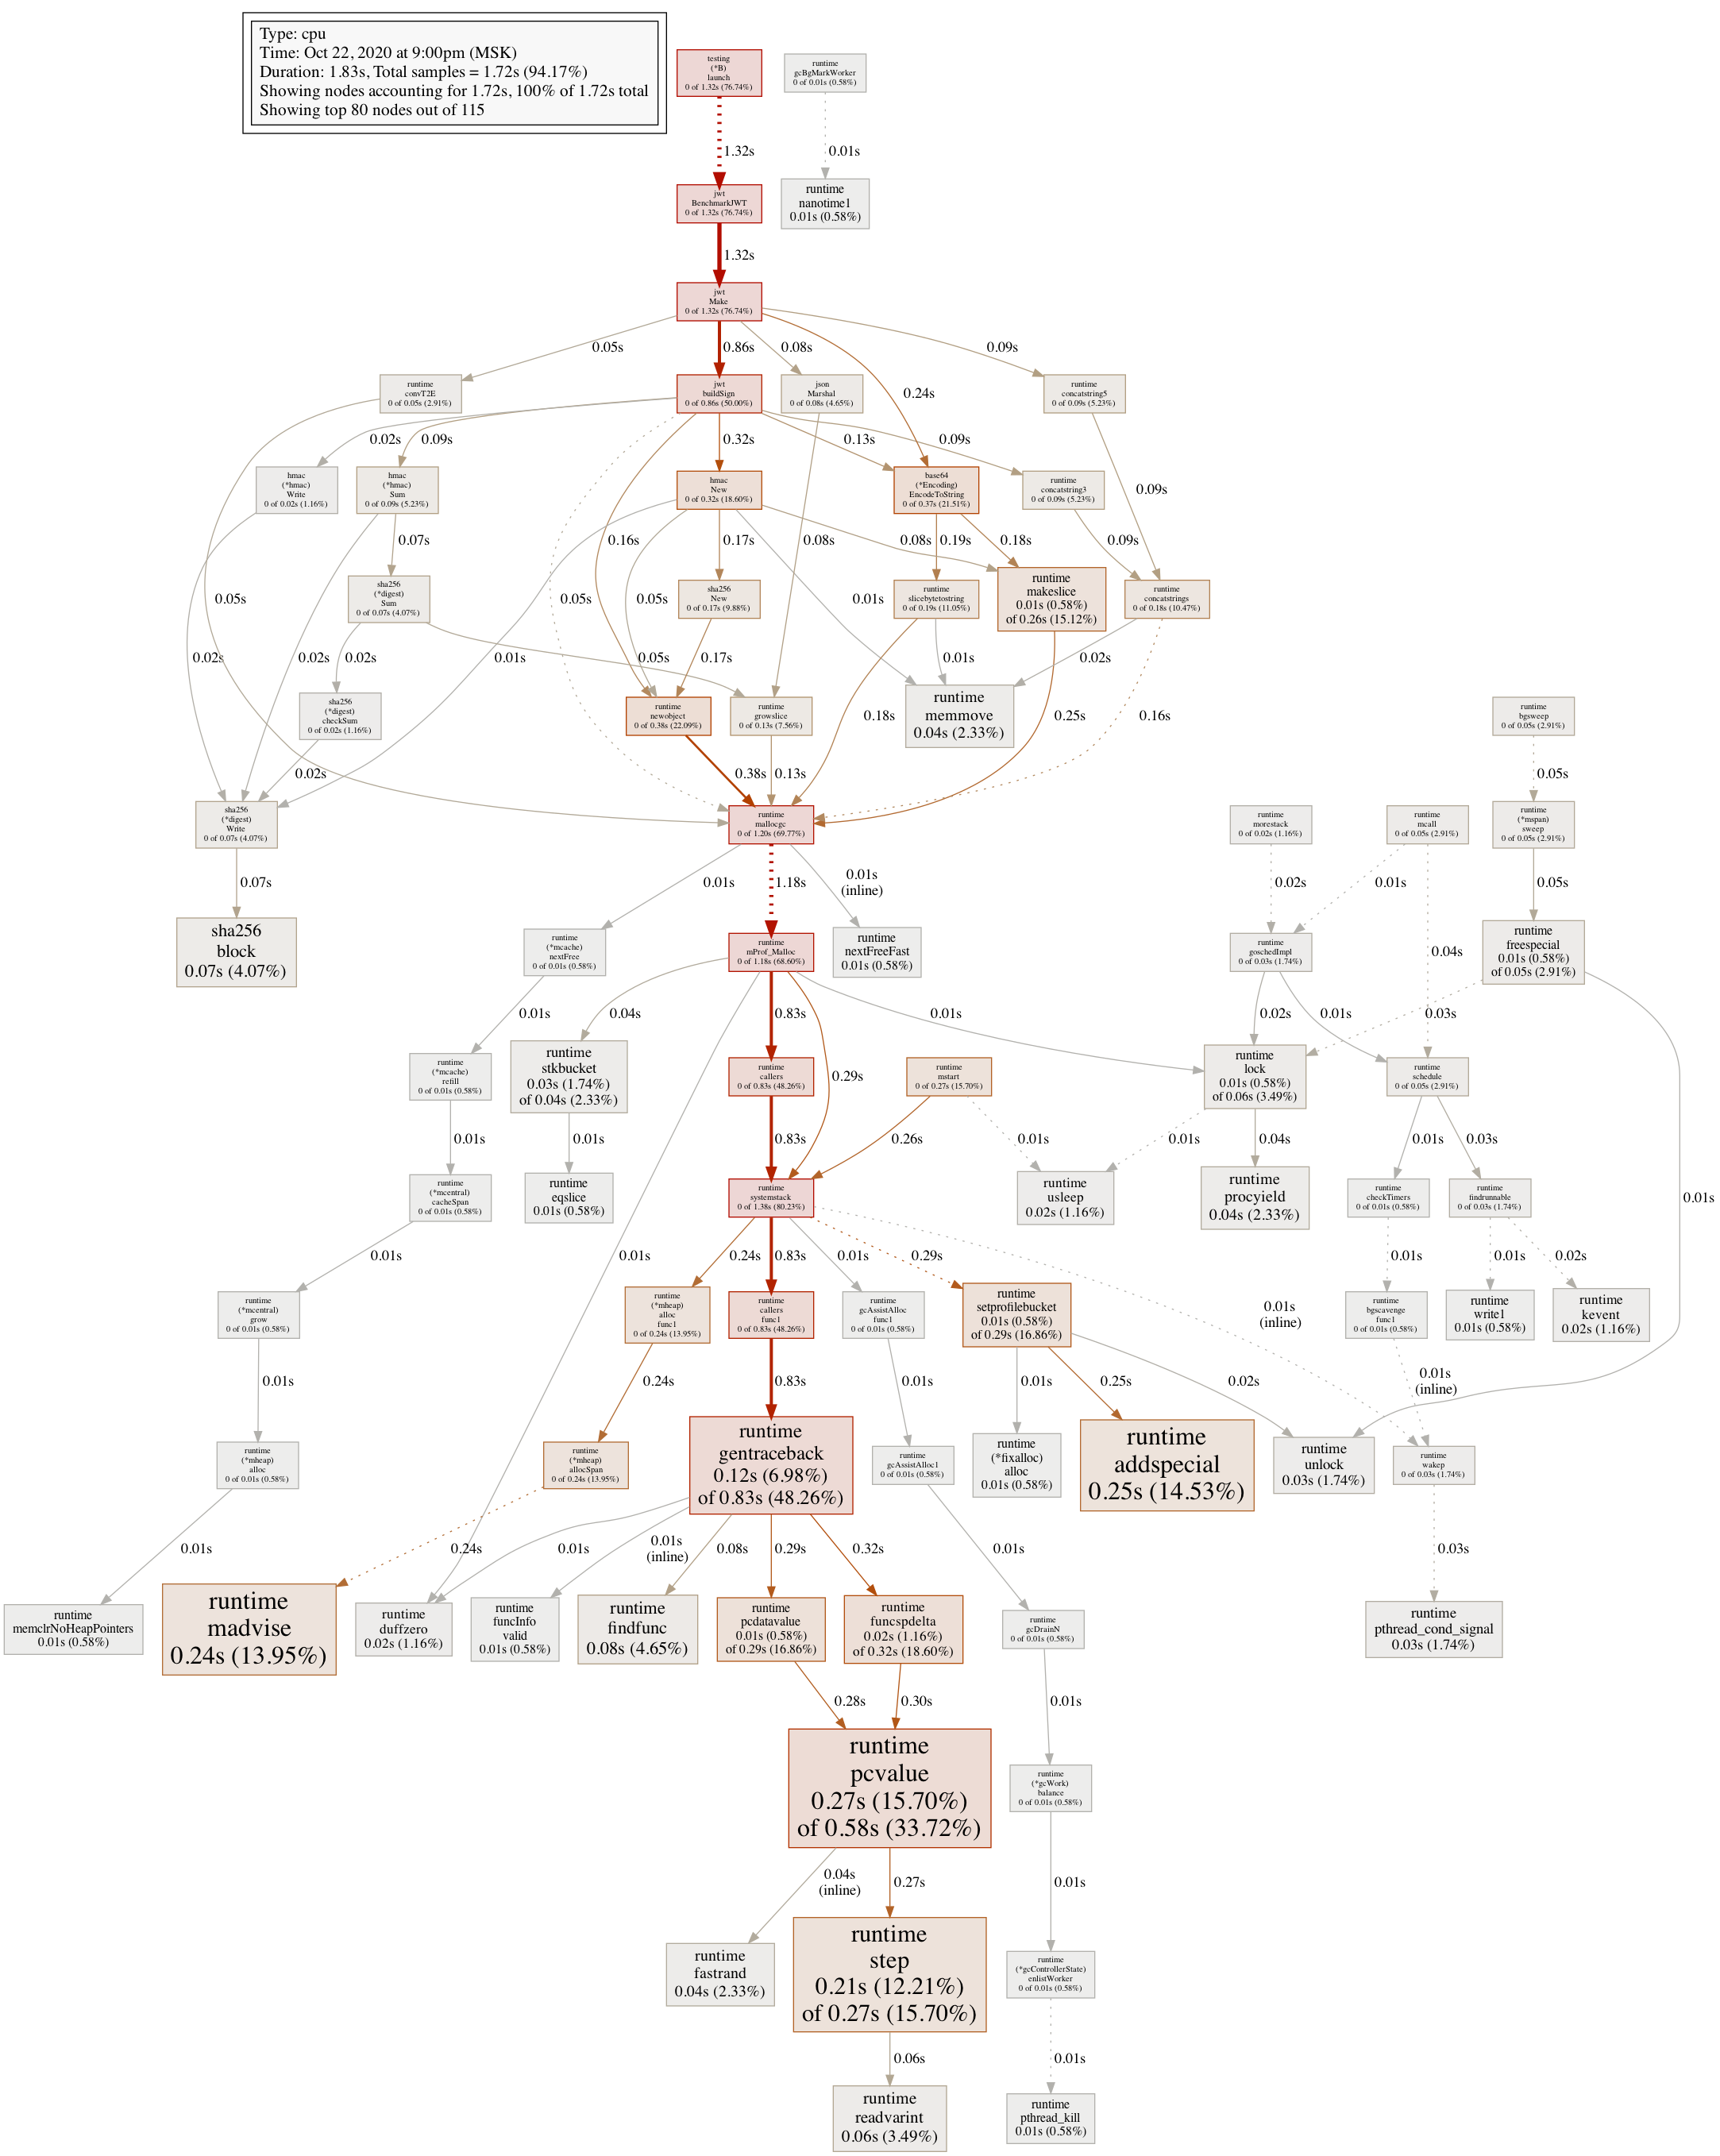 Type: cpu
Time: Oct 22, 2020 at 9:00pm (MSK)
Duration: 1.83s, Total samples = 1.72s (94.17%)
Showing nodes accounting for 1.72s, 100% of 1.72s total
Showing top 80 nodes out of 115
testing
(*B)
launch
0 of 1.32s (76.74%)
runtime
gcBgMarkWorker
0 of 0.01s (0.58%)
1.32s
0.01s
jwt
BenchmarkJWT
0 of 1.32s (76.74%)
runtime
nanotime1
0.01s (0.58%)
1.32s
jwt
Make
0 of 1.32s (76.74%)
0.05s
0.86s
0.08s
0.09s
0.24s
runtime
convT2E
0 of 0.05s (2.91%)
jwt
buildSign
0 of 0.86s (50.00%)
json
Marshal
0 of 0.08s (4.65%)
runtime
concatstring5
0 of 0.09s (5.23%)
0.02s
0.09s
0.32s
0.13s
0.09s
hmac
(*hmac)
Write
0 of 0.02s (1.16%)
hmac
(*hmac)
Sum
0 of 0.09s (5.23%)
hmac
New
0 of 0.32s (18.60%)
base64
(*Encoding)
EncodeToString
0 of 0.37s (21.51%)
runtime
concatstring3
0 of 0.09s (5.23%)
0.09s
0.07s
0.16s
0.17s
0.08s
0.08s
0.19s
0.18s
0.09s
sha256
(*digest)
Sum
0 of 0.07s (4.07%)
sha256
New
0 of 0.17s (9.88%)
runtime
slicebytetostring
0 of 0.19s (11.05%)
runtime
makeslice
0.01s (0.58%)
of 0.26s (15.12%)
runtime
concatstrings
0 of 0.18s (10.47%)
0.05s
0.05s
0.05s
0.01s
0.02s
0.02s
0.02s
0.01s
0.05s
0.17s
0.01s
0.02s
sha256
(*digest)
checkSum
0 of 0.02s (1.16%)
runtime
newobject
0 of 0.38s (22.09%)
runtime
growslice
0 of 0.13s (7.56%)
runtime
memmove
0.04s (2.33%)
0.18s
0.25s
0.16s
runtime
bgsweep
0 of 0.05s (2.91%)
0.02s
0.38s
0.13s
0.05s
sha256
(*digest)
Write
0 of 0.07s (4.07%)
runtime
mallocgc
0 of 1.20s (69.77%)
runtime
morestack
0 of 0.02s (1.16%)
runtime
mcall
0 of 0.05s (2.91%)
runtime
(*mspan)
sweep
0 of 0.05s (2.91%)
0.07s
0.01s
1.18s
0.01s
(inline)
0.02s
0.01s
0.05s
sha256
block
0.07s (4.07%)
runtime
(*mcache)
nextFree
0 of 0.01s (0.58%)
runtime
mProf_Malloc
0 of 1.18s (68.60%)
runtime
nextFreeFast
0.01s (0.58%)
runtime
goschedImpl
0 of 0.03s (1.74%)
0.04s
runtime
freespecial
0.01s (0.58%)
of 0.05s (2.91%)
0.01s
0.04s
0.83s
0.01s
0.02s
0.01s
0.03s
runtime
(*mcache)
refill
0 of 0.01s (0.58%)
runtime
stkbucket
0.03s (1.74%)
of 0.04s (2.33%)
runtime
callers
0 of 0.83s (48.26%)
0.29s
runtime
mstart
0 of 0.27s (15.70%)
runtime
lock
0.01s (0.58%)
of 0.06s (3.49%)
runtime
schedule
0 of 0.05s (2.91%)
0.01s
0.01s
0.83s
0.26s
0.01s
0.01s
0.04s
0.01s
0.03s
runtime
(*mcentral)
cacheSpan
0 of 0.01s (0.58%)
runtime
eqslice
0.01s (0.58%)
runtime
systemstack
0 of 1.38s (80.23%)
runtime
usleep
0.02s (1.16%)
runtime
procyield
0.04s (2.33%)
runtime
checkTimers
0 of 0.01s (0.58%)
runtime
findrunnable
0 of 0.03s (1.74%)
0.01s
0.01s
0.01s
0.24s
0.83s
0.01s
0.29s
0.01s
0.01s
0.02s
runtime
(*mcentral)
grow
0 of 0.01s (0.58%)
runtime
(*mheap)
alloc
func1
0 of 0.24s (13.95%)
runtime
callers
func1
0 of 0.83s (48.26%)
runtime
gcAssistAlloc
func1
0 of 0.01s (0.58%)
runtime
setprofilebucket
0.01s (0.58%)
of 0.29s (16.86%)
0.01s
(inline)
runtime
bgscavenge
func1
0 of 0.01s (0.58%)
runtime
write1
0.01s (0.58%)
runtime
kevent
0.02s (1.16%)
0.01s
0.24s
0.83s
0.01s
0.01s
0.25s
0.02s
0.01s
(inline)
runtime
(*mheap)
alloc
0 of 0.01s (0.58%)
runtime
(*mheap)
allocSpan
0 of 0.24s (13.95%)
runtime
gentraceback
0.12s (6.98%)
of 0.83s (48.26%)
runtime
gcAssistAlloc1
0 of 0.01s (0.58%)
runtime
(*fixalloc)
alloc
0.01s (0.58%)
runtime
addspecial
0.25s (14.53%)
runtime
unlock
0.03s (1.74%)
runtime
wakep
0 of 0.03s (1.74%)
0.01s
0.24s
0.01s
0.01s
(inline)
0.08s
0.29s
0.32s
0.01s
0.03s
runtime
memclrNoHeapPointers
0.01s (0.58%)
runtime
madvise
0.24s (13.95%)
runtime
duffzero
0.02s (1.16%)
runtime
funcInfo
valid
0.01s (0.58%)
runtime
findfunc
0.08s (4.65%)
runtime
pcdatavalue
0.01s (0.58%)
of 0.29s (16.86%)
runtime
funcspdelta
0.02s (1.16%)
of 0.32s (18.60%)
runtime
gcDrainN
0 of 0.01s (0.58%)
runtime
pthread_cond_signal
0.03s (1.74%)
0.28s
0.30s
0.01s
runtime
pcvalue
0.27s (15.70%)
of 0.58s (33.72%)
runtime
(*gcWork)
balance
0 of 0.01s (0.58%)
0.04s
(inline)
0.27s
0.01s
runtime
fastrand
0.04s (2.33%)
runtime
step
0.21s (12.21%)
of 0.27s (15.70%)
runtime
(*gcControllerState)
enlistWorker
0 of 0.01s (0.58%)
0.06s
0.01s
runtime
readvarint
0.06s (3.49%)
runtime
pthread_kill
0.01s (0.58%)